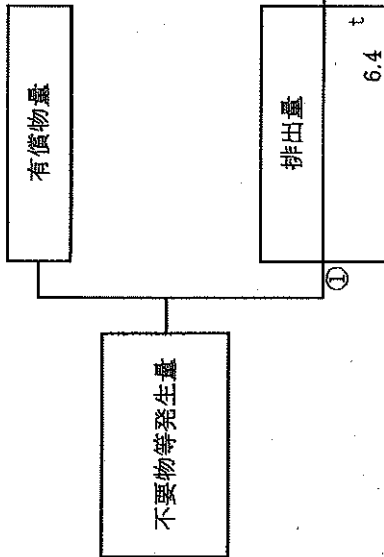 不要物等発生量
有償物量
①
排出量
6.4 t